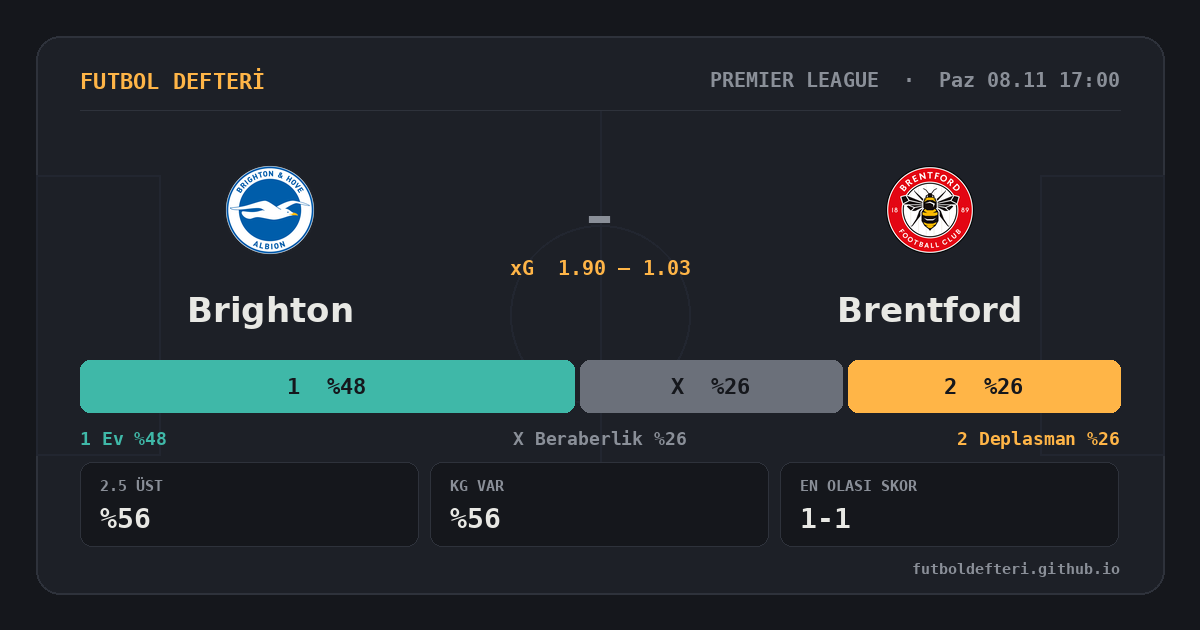 FUTBOL DEFTERİ
PREMIER LEAGUE · Paz 08.11 17:00
BRIGHTON & HOVE
ALBION
BRENTFORD
18 89
FOOTBALL CLUB
–
xG 1.90 — 1.03
Brighton
Brentford
1 %48
X %26
2 %26
1 Ev %48
X Beraberlik %26
2 Deplasman %26
2.5 ÜST
%56
KG VAR
%56
EN OLASI SKOR
1-1
futboldefteri.github.io